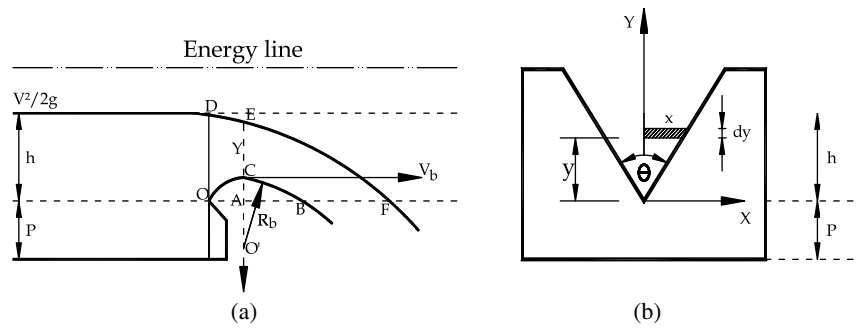 Energy line
V²/2g
D
E
h
Y
C
V_b
O
A
B
F
P
R_b
O'
(a)
Y
x
dy
y
θ
h
X
P
(b)